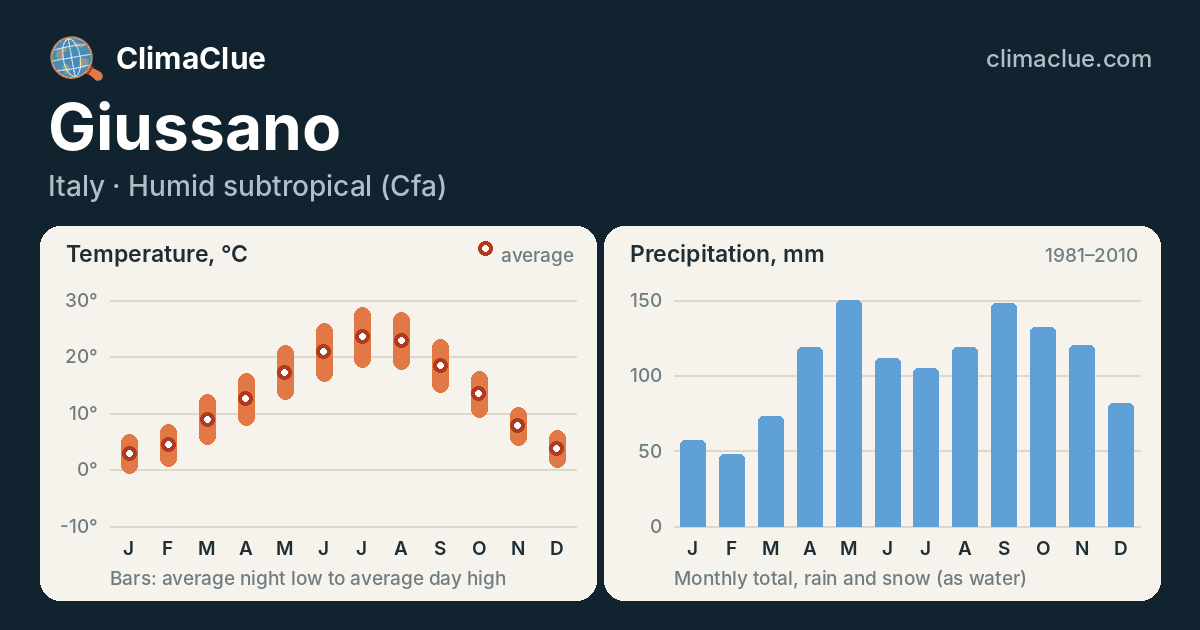 ClimaClue
climaclue.com
Giussano
Italy · Humid subtropical (Cfa)
Temperature, °C
average
30°
20°
10°
0°
-10°
J F M A M J J A S O N D
Bars: average night low to average day high
Precipitation, mm
1981–2010
150
100
50
0
J F M A M J J A S O N D
Monthly total, rain and snow (as water)